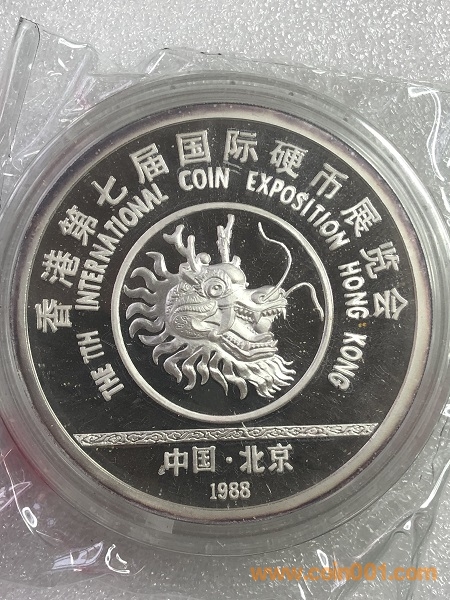 香港第七届国际硬币展览会
THE 7TH INTERNATIONAL COIN EXPOSITION HONG KONG
中国·北京
1988
www.csn001.com